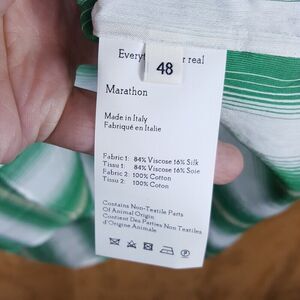 Every r real
48
Marathon
Made in Italy
Fabriqué en Italie
Fabric 1: 84% Viscose 16% Silk
Tissu 1: 84% Viscose 16% Soie
Fabric 2: 100% Cotton
Tissu 2: 100% Coton
Contains Non-Textile Parts
Of Animal Origin
Contient Des Parties Non Textiles
d'Origine Animale